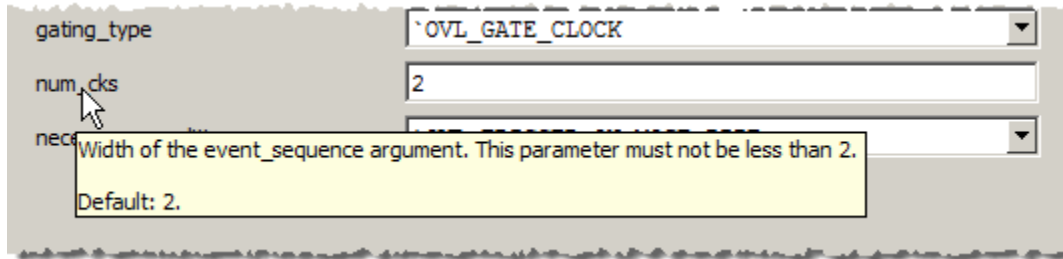 gating_type `OVL_GATE_CLOCK
num_cks 2
nece
Width of the event_sequence argument. This parameter must not be less than 2.
Default: 2.